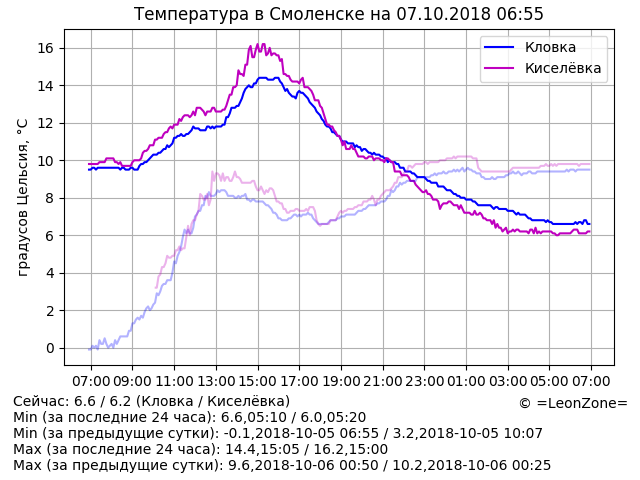 Температура в Смоленске на 07.10.2018 06:55
градусов Цельсия, °C
16
14
12
10
8
6
4
2
0
Кловка
Киселёвка
07:00 09:00 11:00 13:00 15:00 17:00 19:00 21:00 23:00 01:00 03:00 05:00 07:00
Сейчас: 6.6 / 6.2 (Кловка / Киселёвка)
© =LeonZone=
Min (за последние 24 часа): 6.6,05:10 / 6.0,05:20
Min (за предыдущие сутки): -0.1,2018-10-05 06:55 / 3.2,2018-10-05 10:07
Max (за последние 24 часа): 14.4,15:05 / 16.2,15:00
Max (за предыдущие сутки): 9.6,2018-10-06 00:50 / 10.2,2018-10-06 00:25